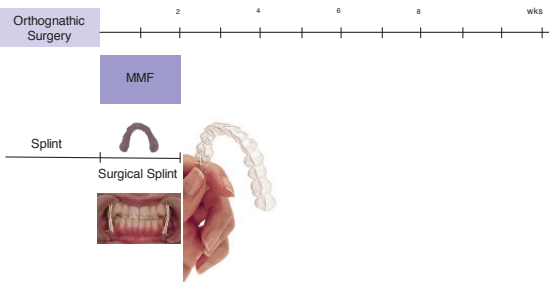 Orthognathic
Surgery
2 4 6 8 wks
MMF
Splint
Surgical Splint